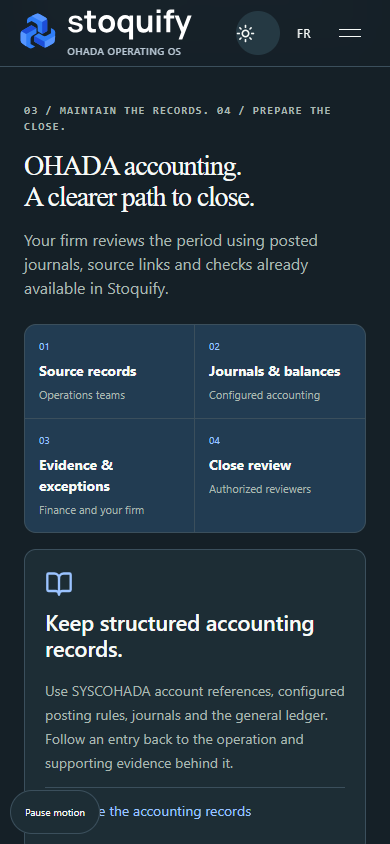 stoquify
OHADA OPERATING OS
FR
03 / MAINTAIN THE RECORDS. 04 / PREPARE THE
CLOSE.
OHADA accounting.
A clearer path to close.
Your firm reviews the period using posted
journals, source links and checks already
available in Stoquify.
01
Source records
Operations teams
02
Journals & balances
Configured accounting
03
Evidence &
exceptions
Finance and your firm
04
Close review
Authorized reviewers
Keep structured accounting
records.
Use SYSCOHADA account references, configured
posting rules, journals and the general ledger.
Follow an entry back to the operation and
supporting evidence behind it.
Pause motion
the accounting records